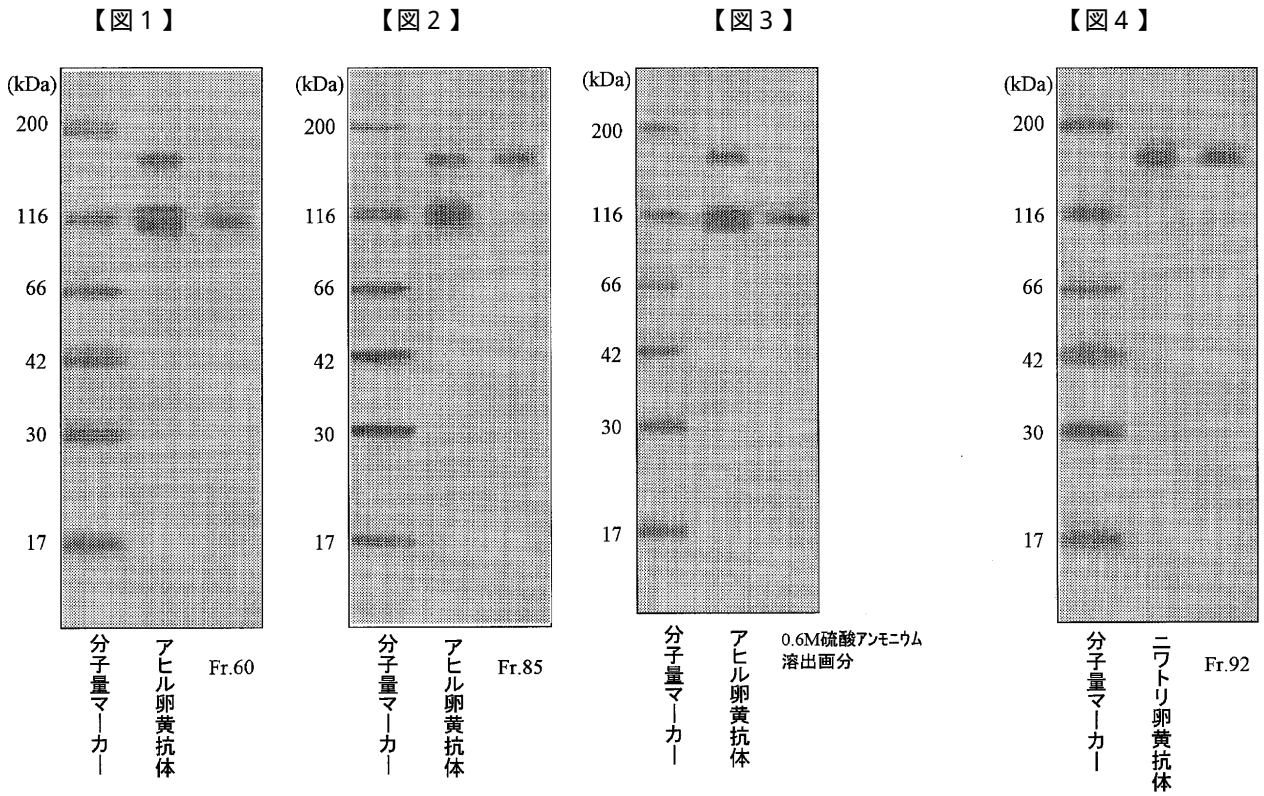 【図1】
(kDa)
200
116
66
42
30
17
分子量マーカー
アヒル卵黄抗体
Fr.60
【図2】
(kDa)
200
116
66
42
30
17
分子量マーカー
アヒル卵黄抗体
Fr.85
【図3】
(kDa)
200
116
66
42
30
17
分子量マーカー
アヒル卵黄抗体
0.6M硫酸アンモニウム
溶出画分
【図4】
(kDa)
200
116
66
42
30
17
分子量マーカー
ニワトリ卵黄抗体
Fr.92